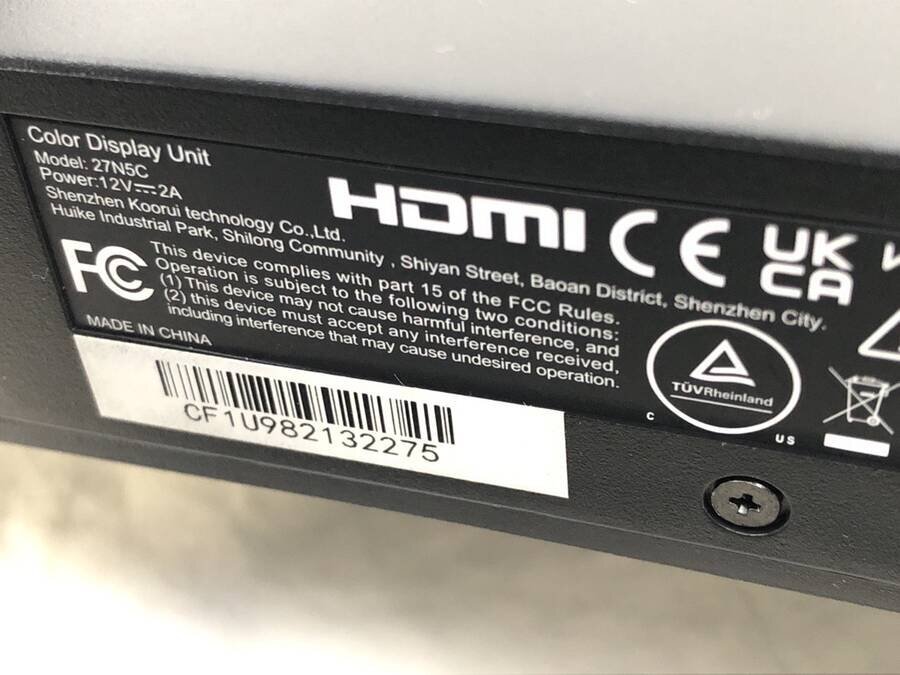 Color Display Unit
Model: 27N5C
Power:12V⎓2A
Shenzhen Koorui technology Co.,Ltd.
Huike Industrial Park, Shilong Community , Shiyan Street, Baoan District, Shenzhen City.
HDMI CE UK CA
FC This device complies with part 15 of the FCC Rules.
Operation is subject to the following two conditions:
(1) This device may not cause harmful interference, and
(2) this device must accept any interference received,
including interference that may cause undesired operation.
MADE IN CHINA
TÜVRheinland
C US
CF1U982132275